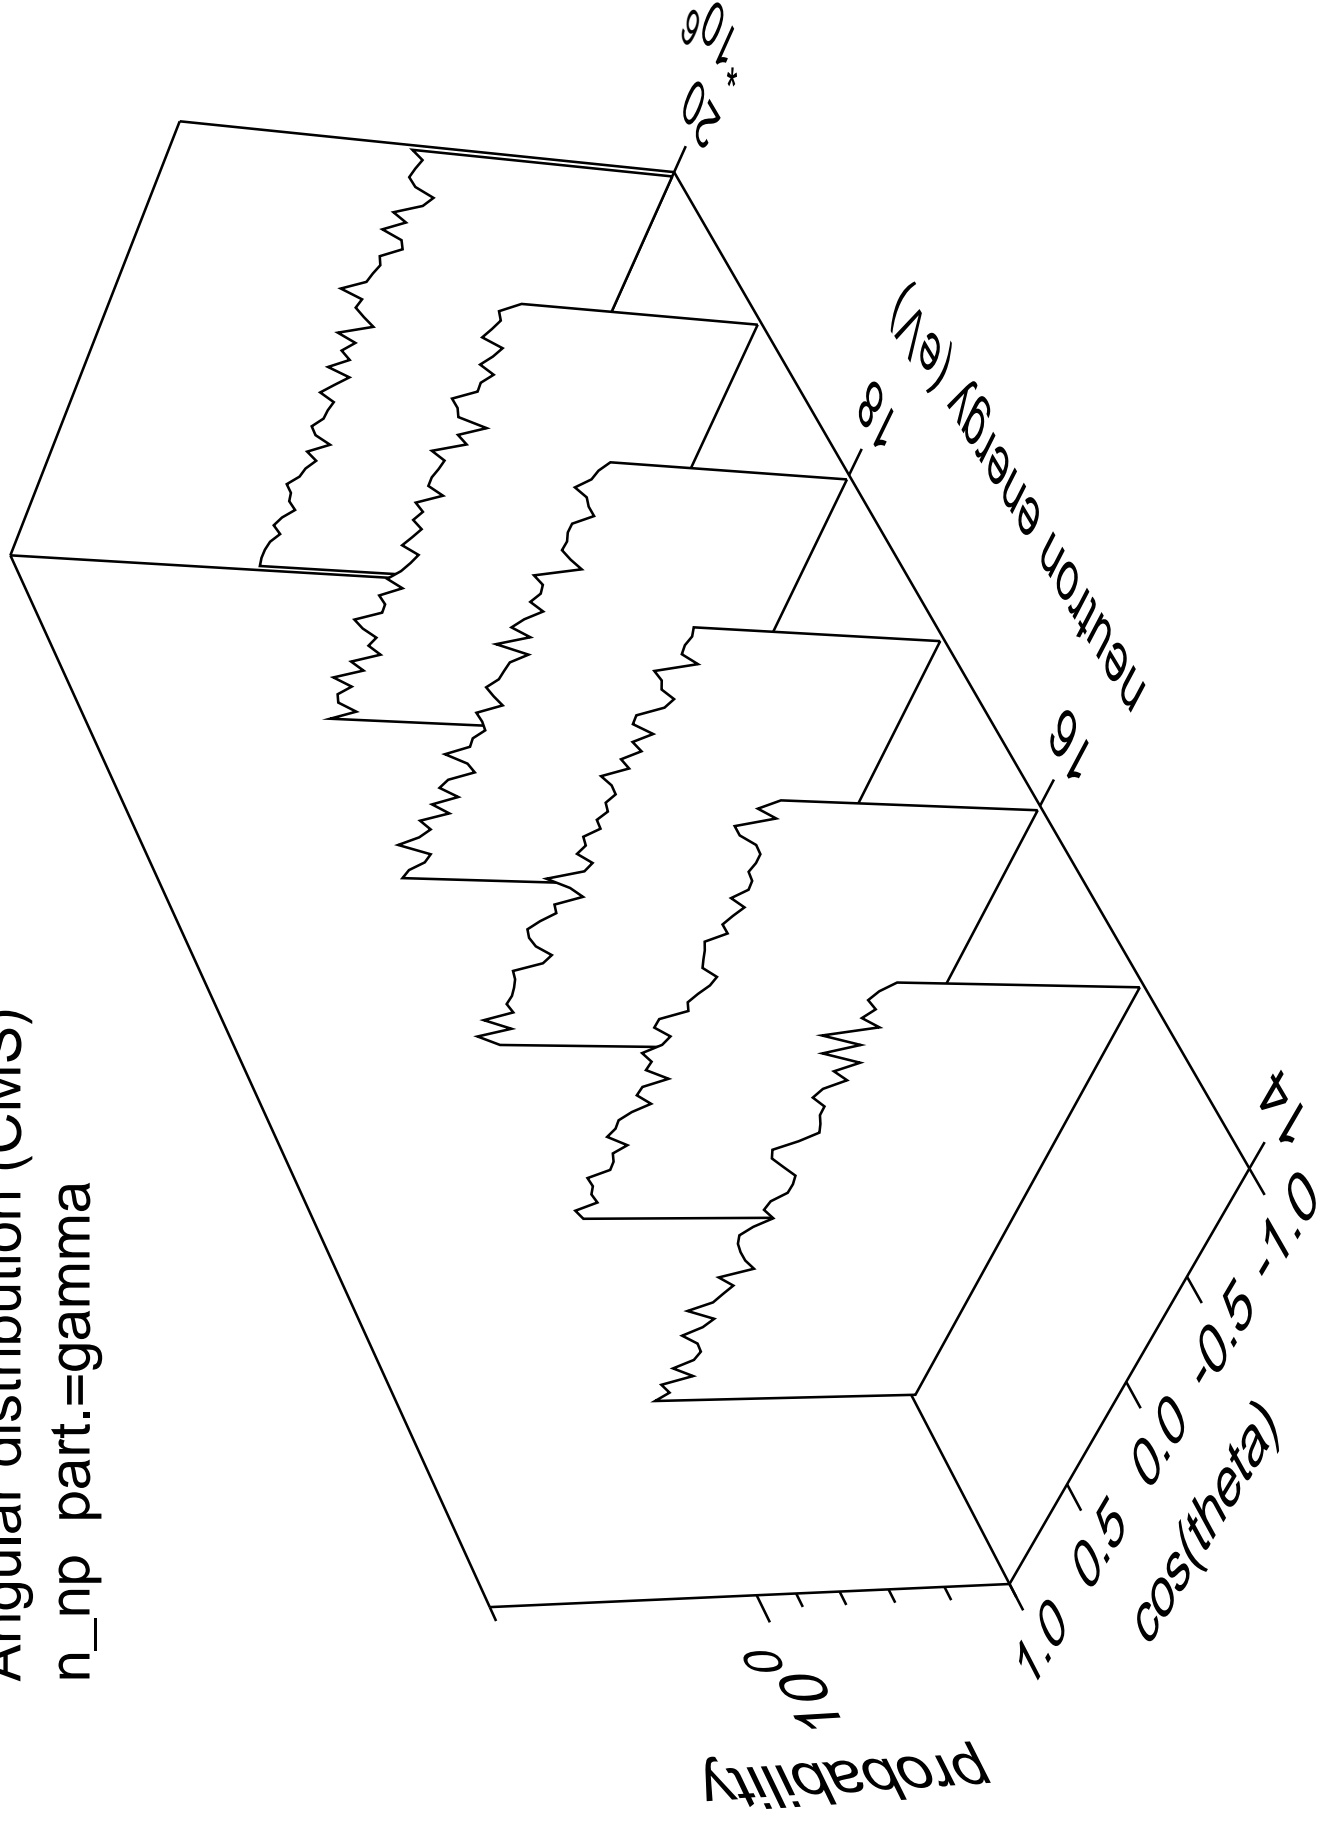 Angular distribution (CMS)
n_np part.=gamma
probability
10^0
1.0 0.5 0.0 -0.5 -1.0
cos(theta)
14 16 18 20
*10^6
neutron energy (eV)